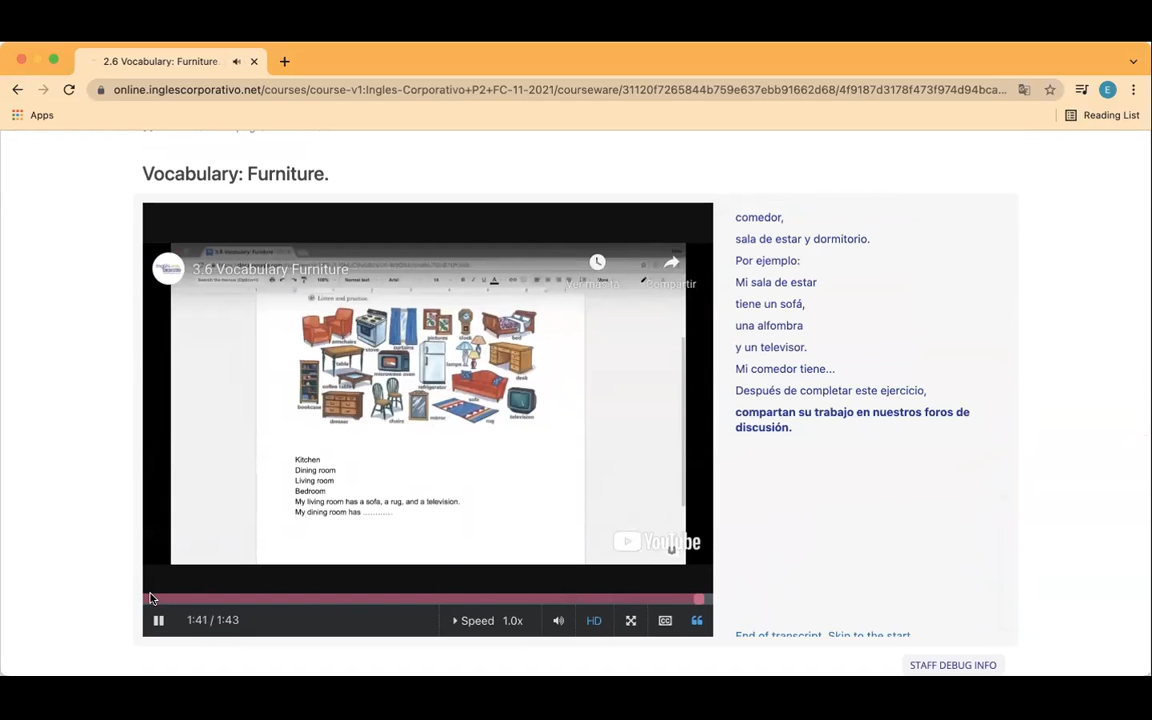 2.6 Vocabulary: Furniture.
online.inglescorporativo.net/courses/course-v1:Ingles-Corporativo+P2+FC-11-2021/courseware/31120f7265844b759e637ebb91662d68/4f9187d3178f473f974d94bca...
E
Apps
Reading List
Vocabulary: Furniture.
3.6 Vocabulary Furniture
Compartir
Listen and practice.
armchairs
stove
curtains
pictures
clock
bed
table
microwave oven
refrigerator
lamps
desk
coffee table
sofa
bookcase
dresser
chairs
mirror
rug
television
Kitchen
Dining room
Living room
Bedroom
My living room has a sofa, a rug, and a television.
My dining room has ............
YouTube
1:41 / 1:43
Speed 1.0x
HD
CC
comedor,
sala de estar y dormitorio.
Por ejemplo:
Mi sala de estar
tiene un sofá,
una alfombra
y un televisor.
Mi comedor tiene...
Después de completar este ejercicio,
compartan su trabajo en nuestros foros de
discusión.
End of transcript. Skip to the start.
STAFF DEBUG INFO